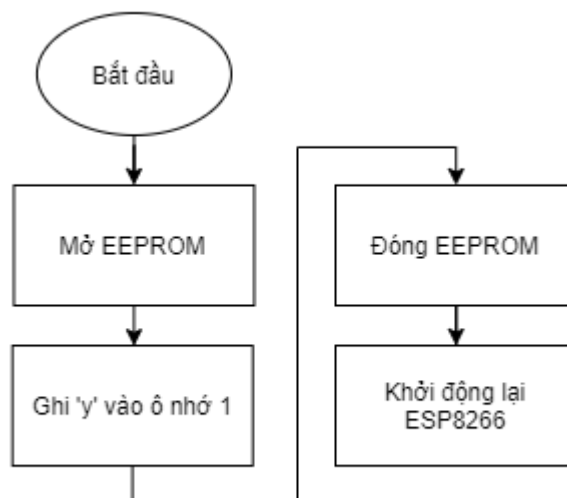 Bắt đầu
Mở EEPROM
Ghi 'y' vào ô nhớ 1
Đóng EEPROM
Khởi động lại
ESP8266